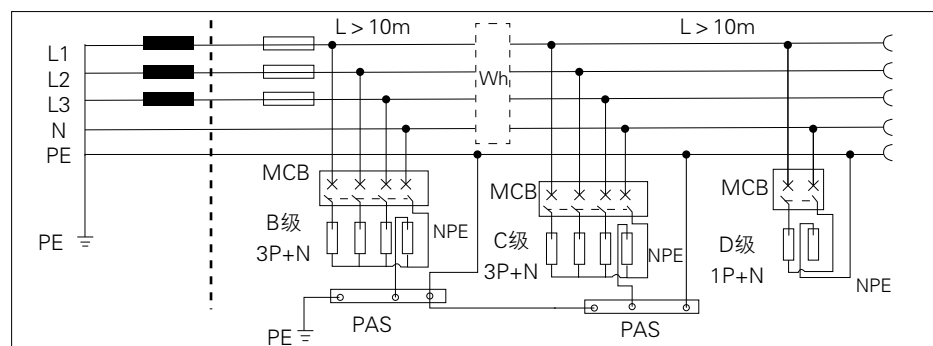 L > 10m
L > 10m
L1
L2
L3
N
PE
Wh
MCB
MCB
MCB
B级
3P+N
NPE
C级
3P+N
NPE
D级
1P+N
NPE
PE
PE
PAS
PAS